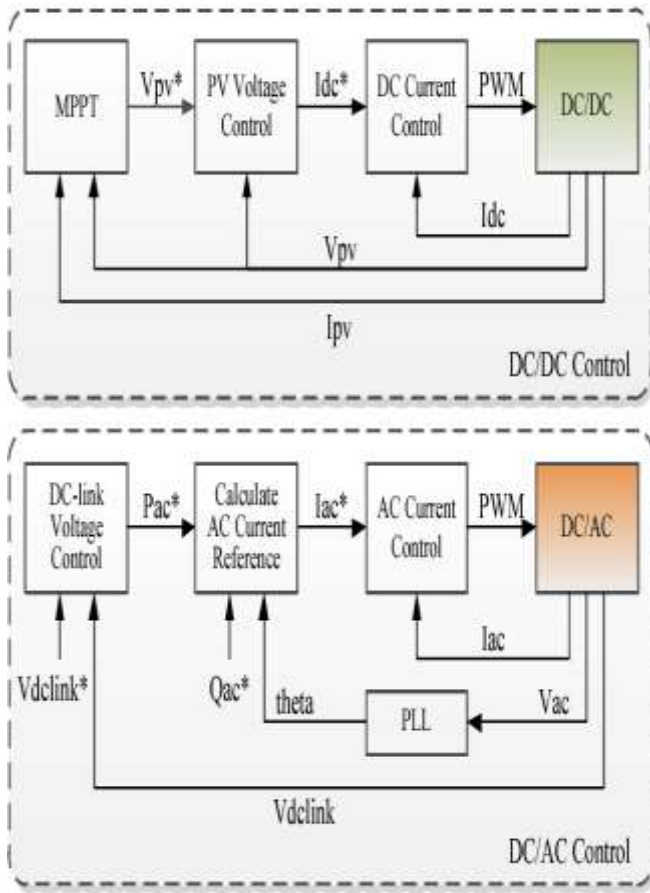 Vpv*
Idc*
PWM
MPPT
PV Voltage
Control
DC Current
Control
DC/DC
Idc
Vpv
Ipv
DC/DC Control
DC-link
Voltage
Control
Pac*
Calculate
AC Current
Reference
Iac*
AC Current
Control
PWM
DC/AC
Iac
Vdclink*
Qac*
theta
PLL
Vac
Vdclink
DC/AC Control